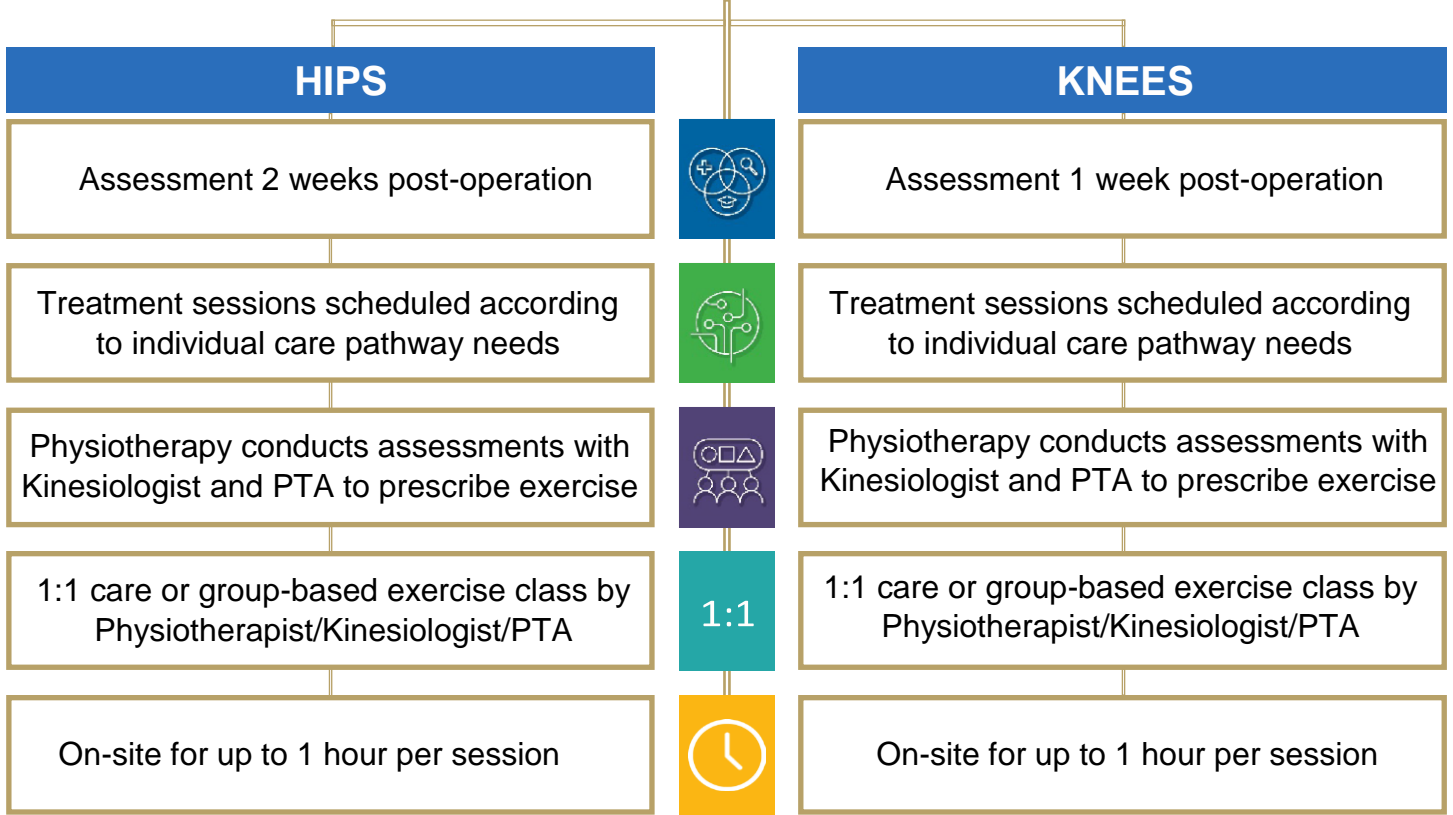 HIPS
Assessment 2 weeks post-operation
Treatment sessions scheduled according
to individual care pathway needs
Physiotherapy conducts assessments with
Kinesiologist and PTA to prescribe exercise
1:1 care or group-based exercise class by
Physiotherapist/Kinesiologist/PTA
On-site for up to 1 hour per session
1:1
KNEES
Assessment 1 week post-operation
Treatment sessions scheduled according
to individual care pathway needs
Physiotherapy conducts assessments with
Kinesiologist and PTA to prescribe exercise
1:1 care or group-based exercise class by
Physiotherapist/Kinesiologist/PTA
On-site for up to 1 hour per session